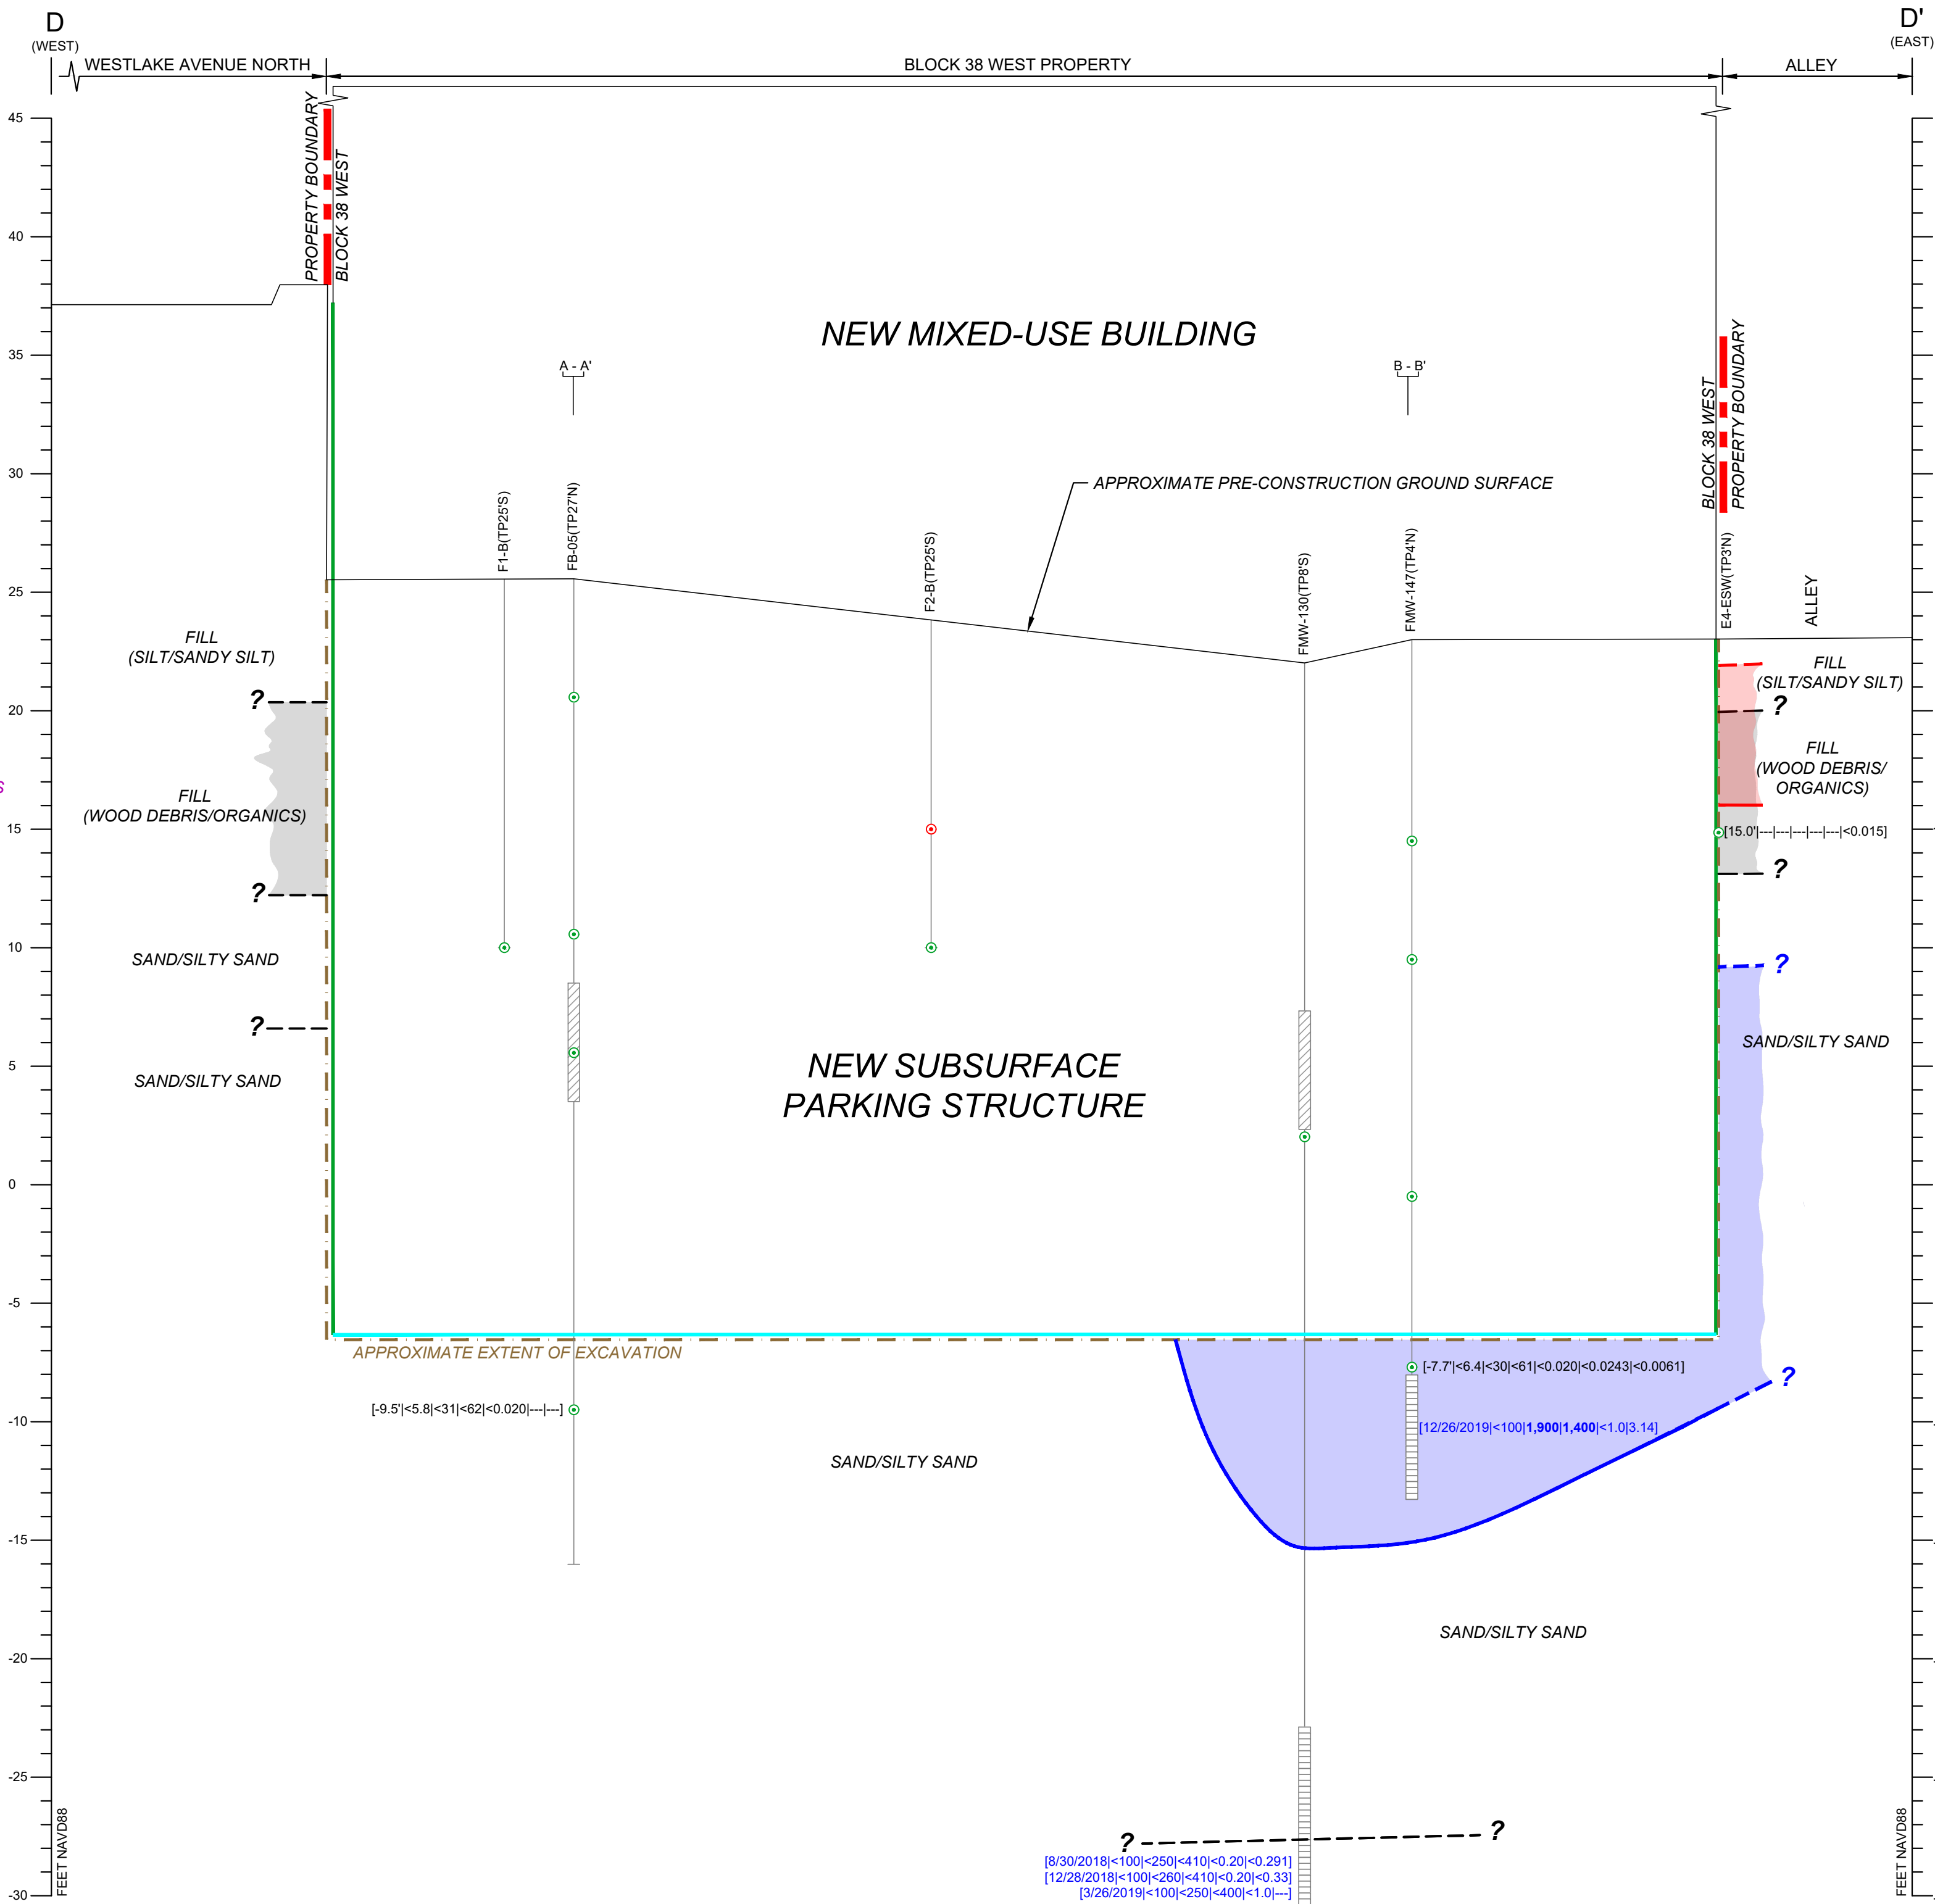 D
(WEST)
D'
(EAST)
WESTLAKE AVENUE NORTH
BLOCK 38 WEST PROPERTY
ALLEY
PROPERTY BOUNDARY
BLOCK 38 WEST
45
40
35
30
25
20
15
10
5
0
-5
-10
-15
-20
-25
-30
FEET NAVD88
NEW MIXED-USE BUILDING
A - A'
B - B'
BLOCK 38 WEST
PROPERTY BOUNDARY
APPROXIMATE PRE-CONSTRUCTION GROUND SURFACE
F1-B(TP25'S)
FB-05(TP27'N)
F2-B(TP25'S)
FMW-130(TP8'S)
FMW-147(TP4'N)
E4-ESW(TP3'N)
ALLEY
FILL
(SILT/SANDY SILT)
?
FILL
(WOOD DEBRIS/ORGANICS)
?
SAND/SILTY SAND
?
SAND/SILTY SAND
FILL
(SILT/SANDY SILT)
?
FILL
(WOOD DEBRIS/
ORGANICS)
[15.0'|---|---|---|---|---|<0.015]
?
?
SAND/SILTY SAND
NEW SUBSURFACE
PARKING STRUCTURE
APPROXIMATE EXTENT OF EXCAVATION
[-7.7'|<6.4|<30|<61|<0.020|<0.0243|<0.0061]
?
[-9.5'|<5.8|<31|<62|<0.020|---|---]
[12/26/2019|<100|1,900|1,400|<1.0|3.14]
SAND/SILTY SAND
SAND/SILTY SAND
?
?
[8/30/2018|<100|<250|<410|<0.20|<0.291]
[12/28/2018|<100|<260|<410|<0.20|<0.33]
[3/26/2019|<100|<250|<400|<1.0|---]
FEET NAVD88